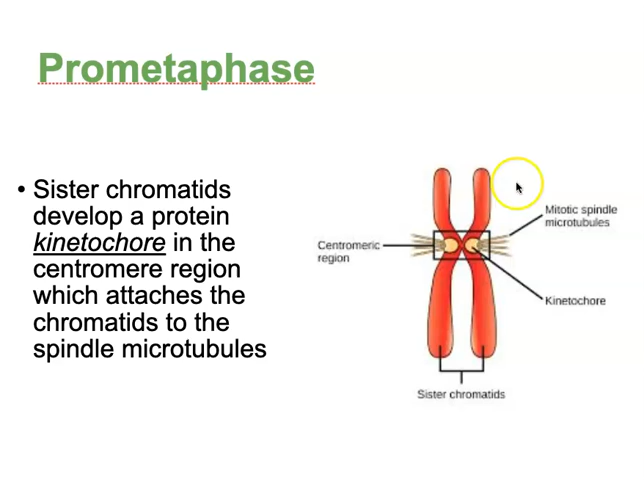 Prometaphase
• Sister chromatids
develop a protein
kinetochore in the
centromere region
which attaches the
chromatids to the
spindle microtubules
Centromeric
region
Mitotic spindle
microtubules
Kinetochore
Sister chromatids